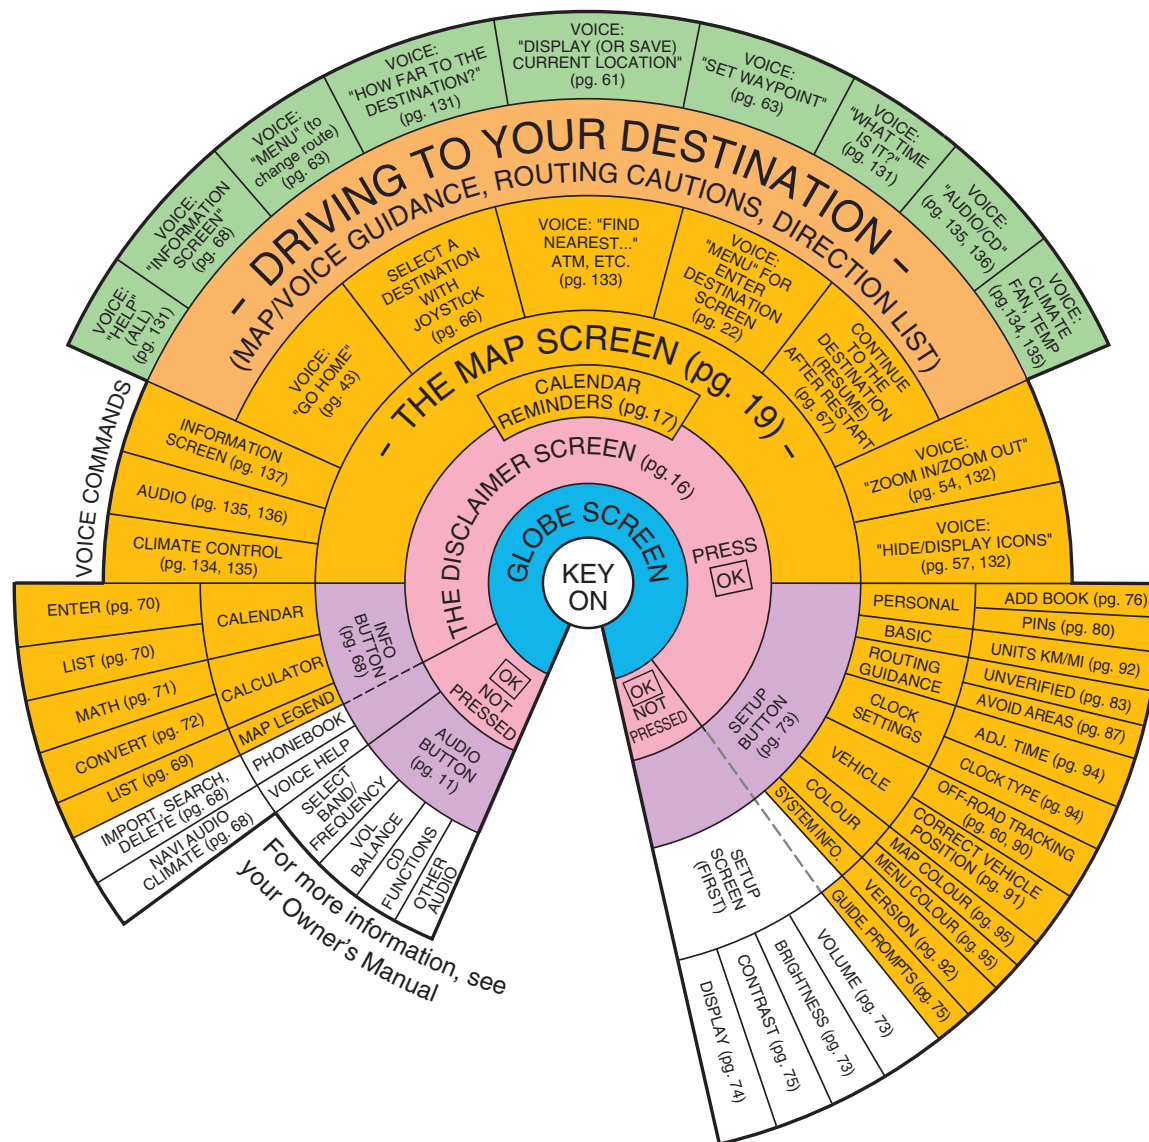 VOICE:
"HELP"
(ALL)
(pg. 131)
VOICE:
"INFORMATION
SCREEN"
(pg. 68)
VOICE:
"MENU" (to
change route)
(pg. 63)
VOICE:
"HOW FAR TO THE
DESTINATION?"
(pg. 131)
VOICE:
"DISPLAY (OR SAVE)
CURRENT LOCATION"
(pg. 61)
VOICE:
"SET WAYPOINT"
(pg. 63)
VOICE:
"WHAT TIME
IS IT?"
(pg. 131)
VOICE:
"AUDIO/CD"
(pg. 135, 136)
VOICE:
CLIMATE
FAN, TEMP
(pg.134, 135)
- DRIVING TO YOUR DESTINATION -
(MAP/VOICE GUIDANCE, ROUTING CAUTIONS, DIRECTION LIST)
VOICE:
"GO HOME"
(pg. 43)
SELECT A
DESTINATION
WITH
JOYSTICK
(pg. 66)
VOICE: "FIND
NEAREST..."
ATM, ETC.
(pg. 133)
VOICE:
"MENU" FOR
ENTER
DESTINATION
SCREEN
(pg. 22)
CONTINUE
TO THE
DESTINATION
(RESUME)
AFTER RESTART
(pg. 67)
- THE MAP SCREEN (pg. 19) -
CALENDAR
REMINDERS (pg.17)
THE DISCLAIMER SCREEN (pg.16)
PRESS
OK
GLOBE SCREEN
KEY
ON
VOICE COMMANDS
INFORMATION
SCREEN (pg. 137)
AUDIO (pg. 135, 136)
CLIMATE CONTROL
(pg. 134, 135)
VOICE:
"ZOOM IN/ZOOM OUT"
(pg. 54, 132)
VOICE:
"HIDE/DISPLAY ICONS"
(pg. 57, 132)
ENTER (pg. 70)
LIST (pg. 70)
MATH (pg. 71)
CONVERT (pg. 72)
LIST (pg. 69)
IMPORT, SEARCH,
DELETE (pg. 68)
NAVI AUDIO
CLIMATE (pg. 68)
CALENDAR
CALCULATOR
MAP LEGEND
PHONEBOOK
VOICE HELP
SELECT
BAND/
FREQUENCY
VOL
BALANCE
CD
FUNCTIONS
OTHER
AUDIO
INFO
BUTTON
(pg. 68)
AUDIO
BUTTON
(pg. 11)
OK
NOT
PRESSED
For more information, see
your Owner's Manual
OK
NOT
PRESSED
SETUP
BUTTON
(pg. 73)
PERSONAL
BASIC
ROUTING
GUIDANCE
CLOCK
SETTINGS
VEHICLE
COLOUR
SYSTEM INFO.
ADD BOOK (pg. 76)
PINs (pg. 80)
UNITS KM/MI (pg. 92)
UNVERIFIED (pg. 83)
AVOID AREAS (pg. 87)
ADJ. TIME (pg. 94)
CLOCK TYPE (pg. 94)
OFF-ROAD TRACKING
(pg. 60, 90)
CORRECT VEHICLE
POSITION (pg. 91)
MAP COLOUR (pg. 95)
MENU COLOUR (pg. 95)
VERSION (pg. 92)
GUIDE. PROMPTS (pg. 75)
SETUP
SCREEN
(FIRST)
VOLUME (pg. 73)
BRIGHTNESS (pg. 73)
CONTRAST (pg. 75)
DISPLAY (pg. 74)